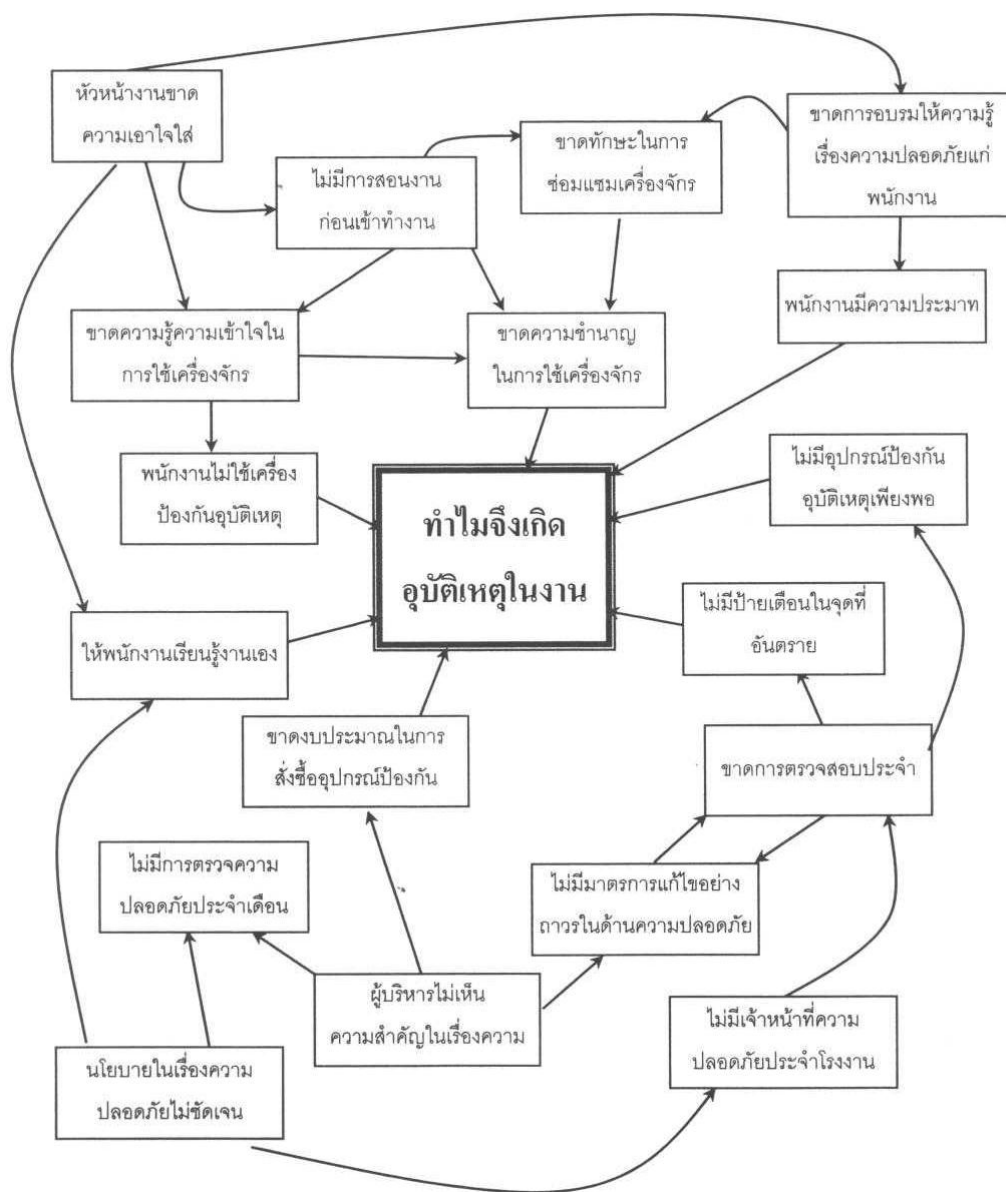 หัวหน้างานขาด
ความเอาใจใส่
ขาดการอบรมให้ความรู้
เรื่องความปลอดภัยแก่
พนักงาน
ขาดทักษะในการ
ซ่อมแซมเครื่องจักร
ไม่มีการสอนงาน
ก่อนเข้าทำงาน
พนักงานมีความประมาท
ขาดความรู้ความเข้าใจใน
การใช้เครื่องจักร
ขาดความชำนาญ
ในการใช้เครื่องจักร
พนักงานไม่ใช้เครื่อง
ป้องกันอุบัติเหตุ
ทำไมจึงเกิด
อุบัติเหตุในงาน
ไม่มีอุปกรณ์ป้องกัน
อุบัติเหตุเพียงพอ
ไม่มีป้ายเตือนในจุดที่
อันตราย
ให้พนักงานเรียนรู้งานเอง
ขาดงบประมาณในการ
สั่งซื้ออุปกรณ์ป้องกัน
ขาดการตรวจสอบประจำ
ไม่มีการตรวจความ
ปลอดภัยประจำเดือน
ไม่มีมาตรการแก้ไขอย่าง
ถาวรในด้านความปลอดภัย
ผู้บริหารไม่เห็น
ความสำคัญในเรื่องความ
ไม่มีเจ้าหน้าที่ความ
ปลอดภัยประจำโรงงาน
นโยบายในเรื่องความ
ปลอดภัยไม่ชัดเจน